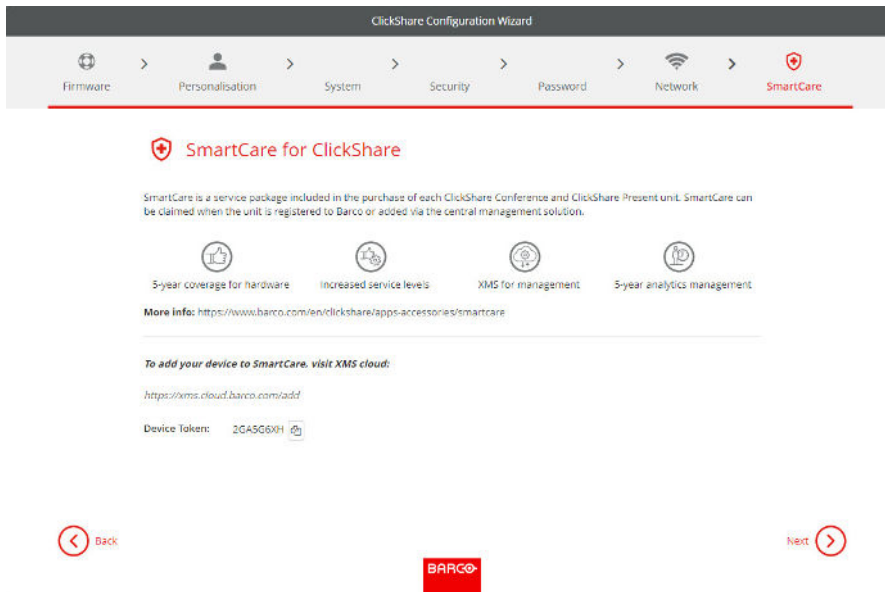 ClickShare Configuration Wizard
Firmware > Personalisation > System > Security > Password > Network > SmartCare
SmartCare for ClickShare
SmartCare is a service package included in the purchase of each ClickShare Conference and ClickShare Present unit. SmartCare can
be claimed when the unit is registered to Barco or added via the central management solution.
5-year coverage for hardware Increased service levels XMS for management 5-year analytics management
More info: https://www.barco.com/en/clickshare/apps-accessories/smartcare
To add your device to SmartCare, visit XMS cloud:
https://xms.cloud.barco.com/add
Device Token: 2GA5G6XH
Back Next
BARCO